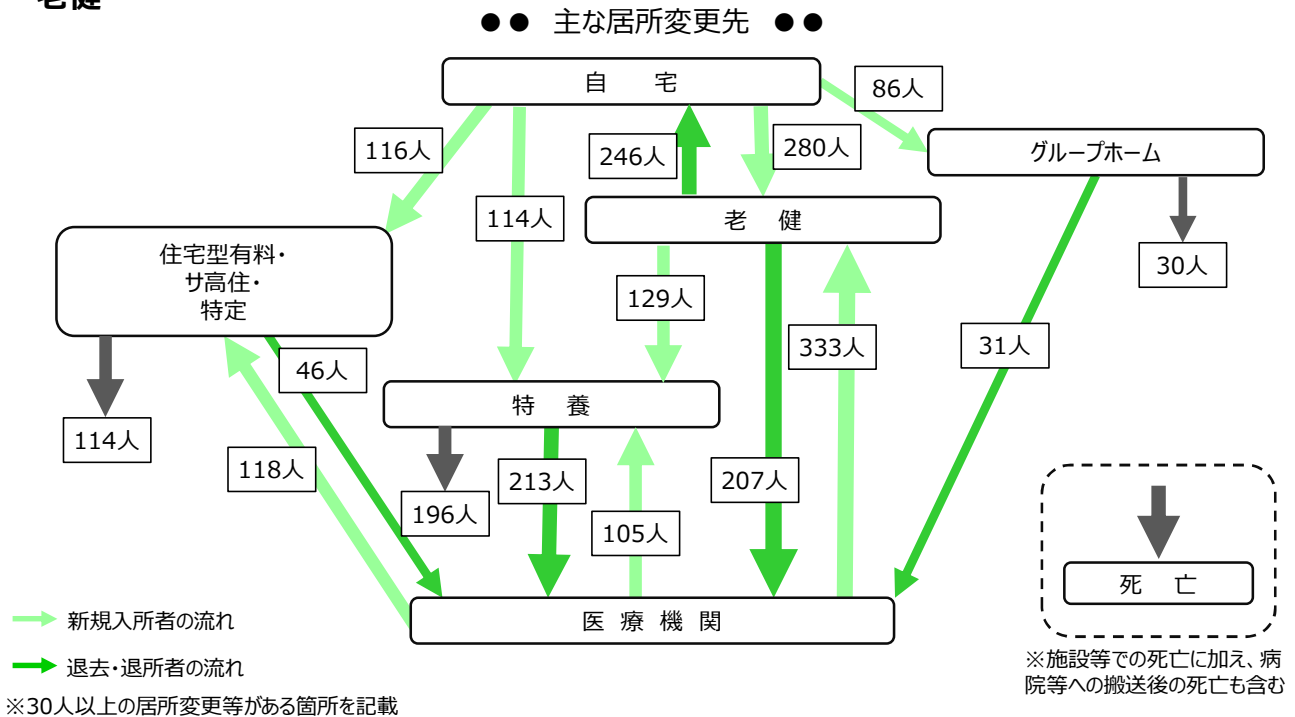 老健
●● 主な居所変更先 ●●
自 宅
86人
116人
246人
280人
グループホーム
114人
老 健
住宅型有料・
サ高住・
特定
30人
129人
333人
31人
46人
特 養
114人
118人
213人
207人
196人
105人
死 亡
医 療 機 関
新規入所者の流れ
退去・退所者の流れ
※施設等での死亡に加え、病
院等への搬送後の死亡も含む
※30人以上の居所変更等がある箇所を記載